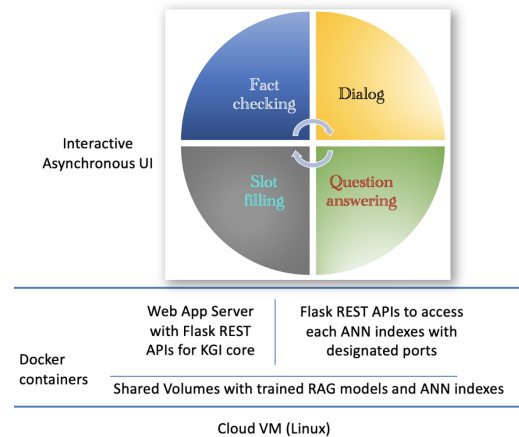 Fact
checking
Dialog
Interactive
Asynchronous UI
Slot
filling
Question
answering
Web App Server
with Flask REST
APIs for KGI core
Flask REST APIs to access
each ANN indexes with
designated ports
Docker
containers
Shared Volumes with trained RAG models and ANN indexes
Cloud VM (Linux)